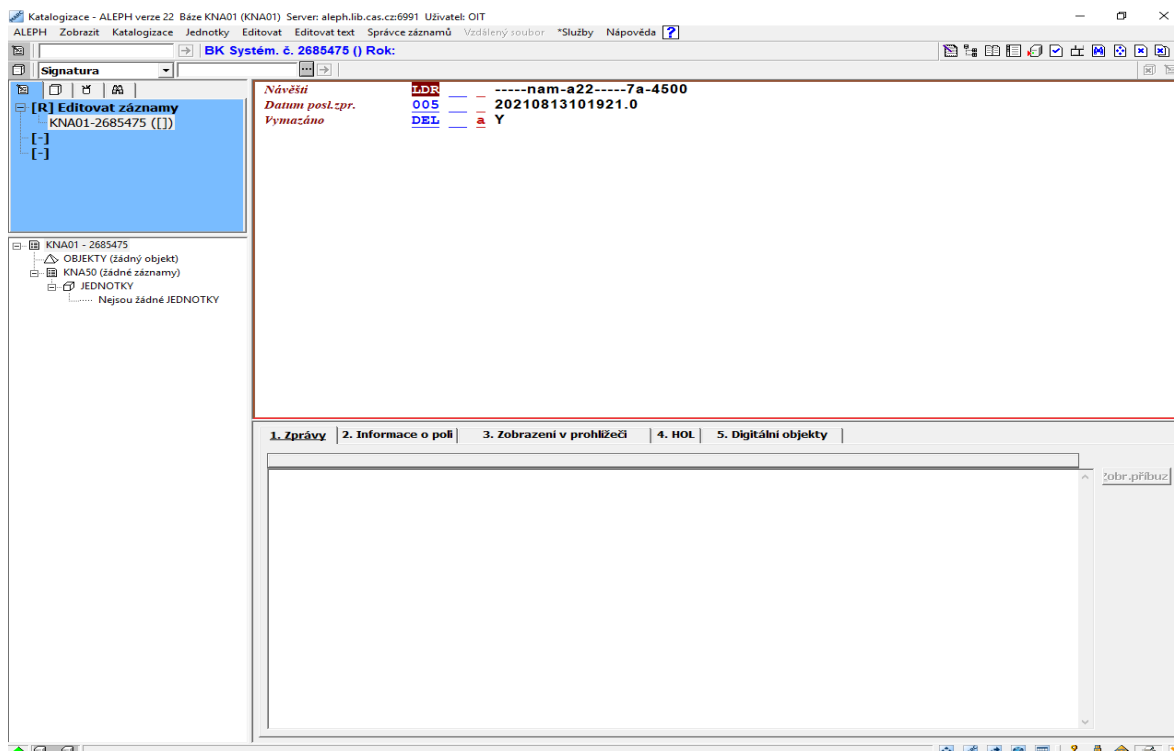 Katalogizace - ALEPH verze 22 Báze KNA01 (KNA01) Server: aleph.lib.cas.cz:6991 Uživatel: OIT
ALEPH Zobrazit Katalogizace Jednotky Editovat Editovat text Správce záznamů Vzdálený soubor *Služby Nápověda ?
BK Systém. č. 2685475 () Rok:
Signatura
[R] Editovat záznamy
KNA01-2685475 ([])
[-]
[-]
Návěští LDR __ _ -----nam-a22-----7a-4500
Datum posl.zpr. 005 __ _ 20210813101921.0
Vymazáno DEL __ a Y
KNA01 - 2685475
OBJEKTY (žádný objekt)
KNA50 (žádné záznamy)
JEDNOTKY
Nejsou žádné JEDNOTKY
1. Zprávy 2. Informace o poli 3. Zobrazení v prohlížeči 4. HOL 5. Digitální objekty
Zobr.příbuz